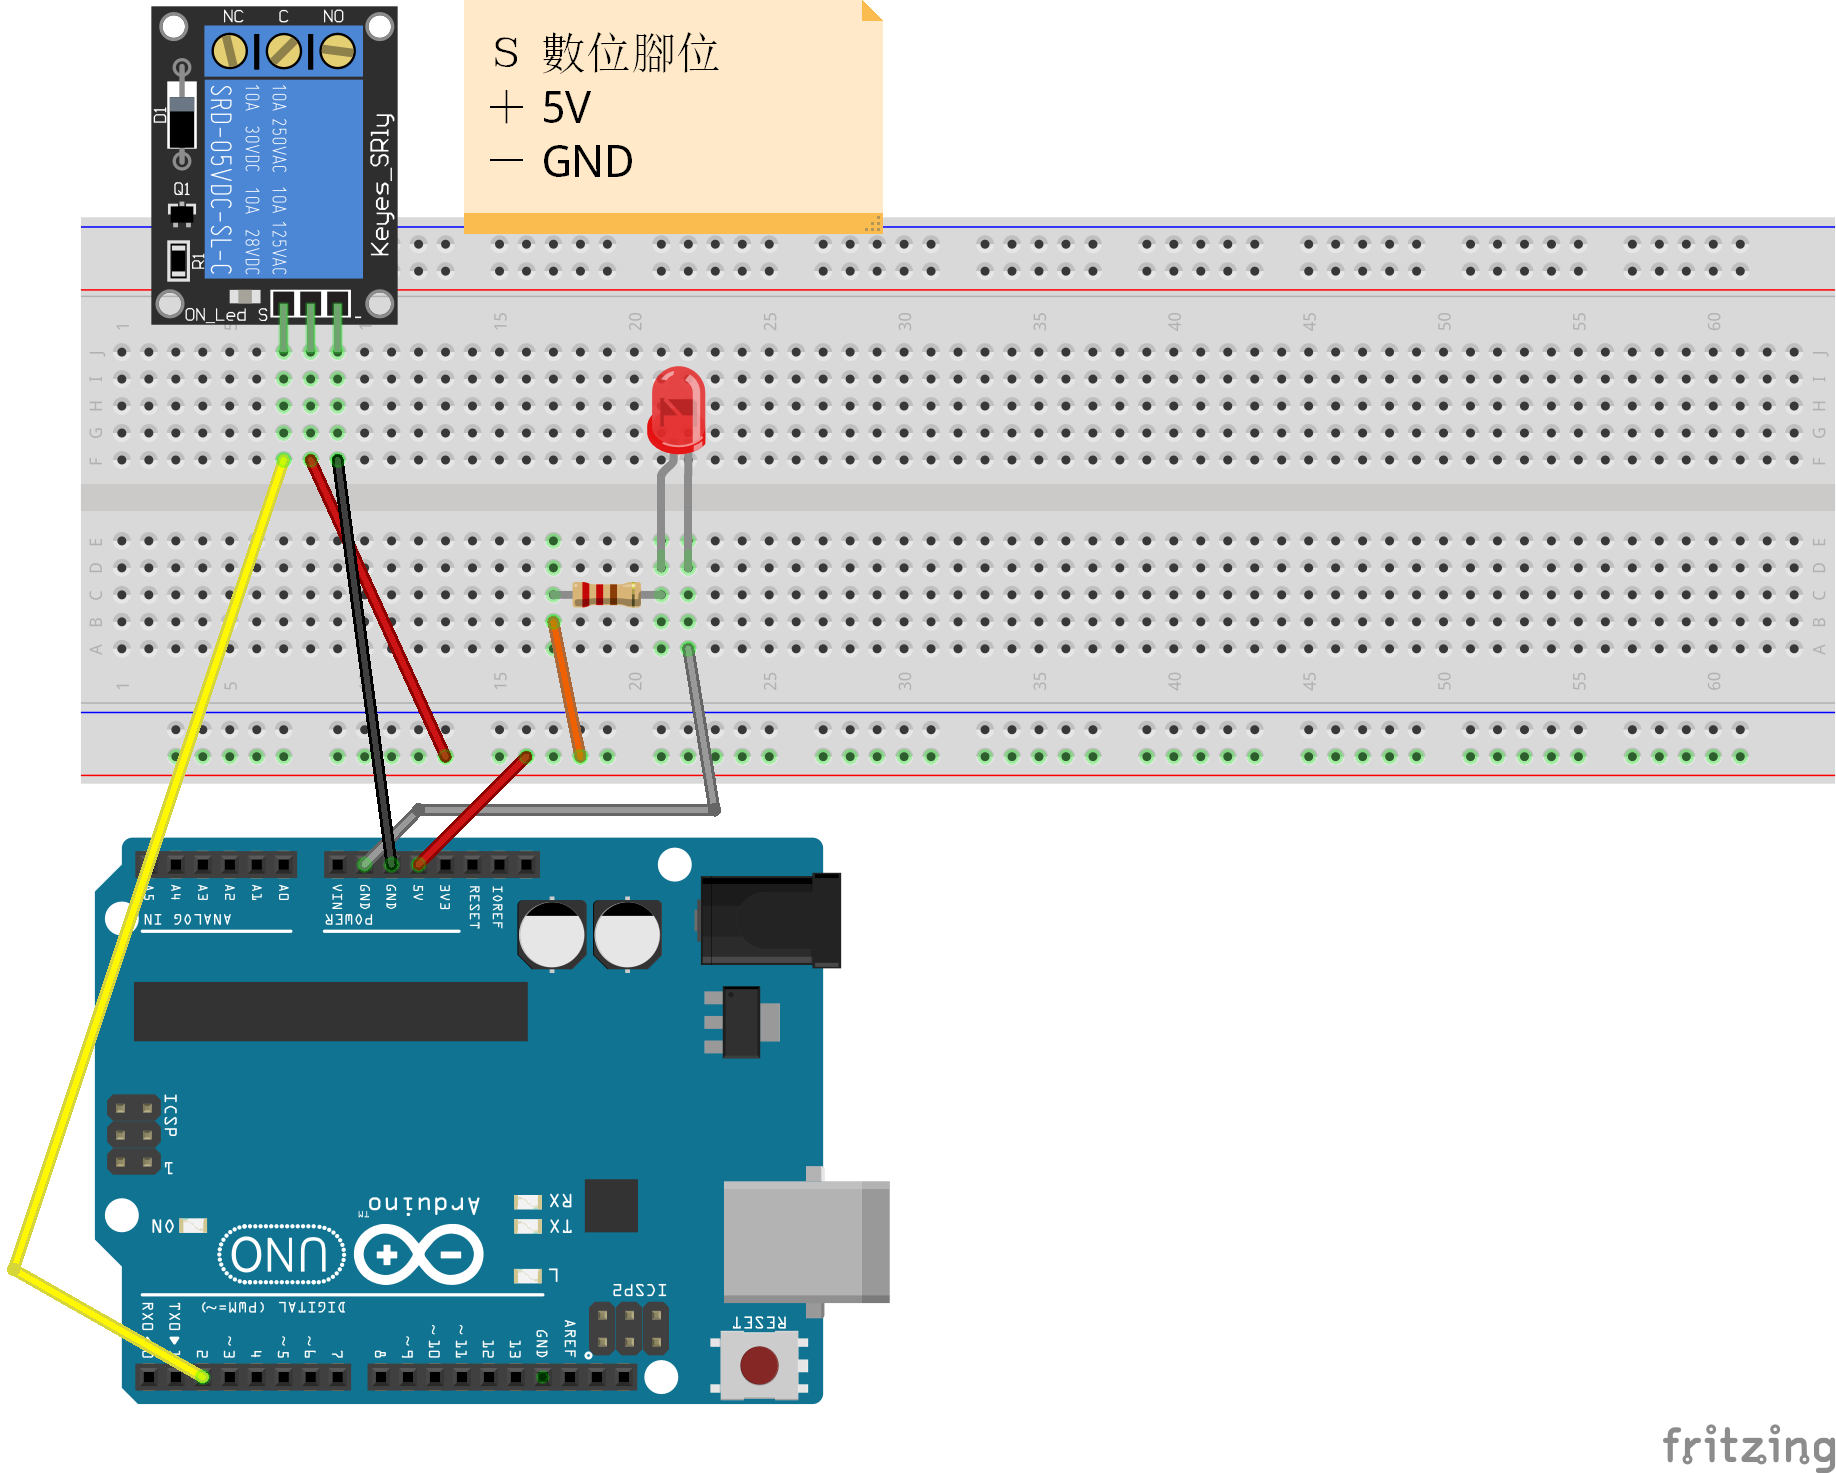 NC C NO
D1
SRD-05VDC-SL-C
10A 30VDC 10A 28VDC
10A 250VAC 10A 125VAC
Keyes_SRly
Q1
R1
ON_Led S -
S 數位腳位
+ 5V
- GND
1 5 15 20 25 30 35 40 45 50 55 60
J J
I I
H H
G G
F F
E E
D D
C C
B B
A A
1 5 15 20 25 30 35 40 45 50 55 60
A5 A4 A3 A2 A1 A0
ANALOG IN
VIN GND GND 5V 3V3 RESET IOREF
POWER
ICSP
1
ON
UNO
Arduino
TM
RX
TX
L
ICSP2
RESET
DIGITAL (PWM=~)
RX0 TX0 2 ~3 4 ~5 ~6 7 8 ~9 ~10 ~11 12 13 GND AREF
fritzing